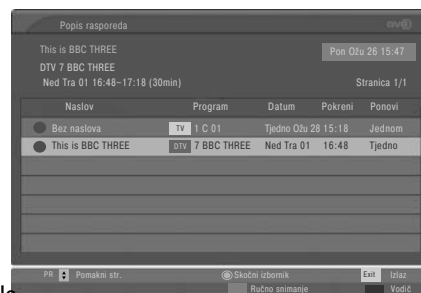 Popis rasporeda
This is BBC THREE
Pon Ožu 26 15:47
DTV 7 BBC THREE
Ned Tra 01 16:48~17:18 (30min)
Stranica 1/1
Naslov Program Datum Pokreni Ponovi
Bez naslova TV 1 C 01 Tjedno Ožu 28 15:18 Jednom
This is BBC THREE DTV 7 BBC THREE Ned Tra 01 16:48 Tjedno
PR Pomakni str. Skočni izbornik Exit Izlaz
Ručno snimanje Vodič